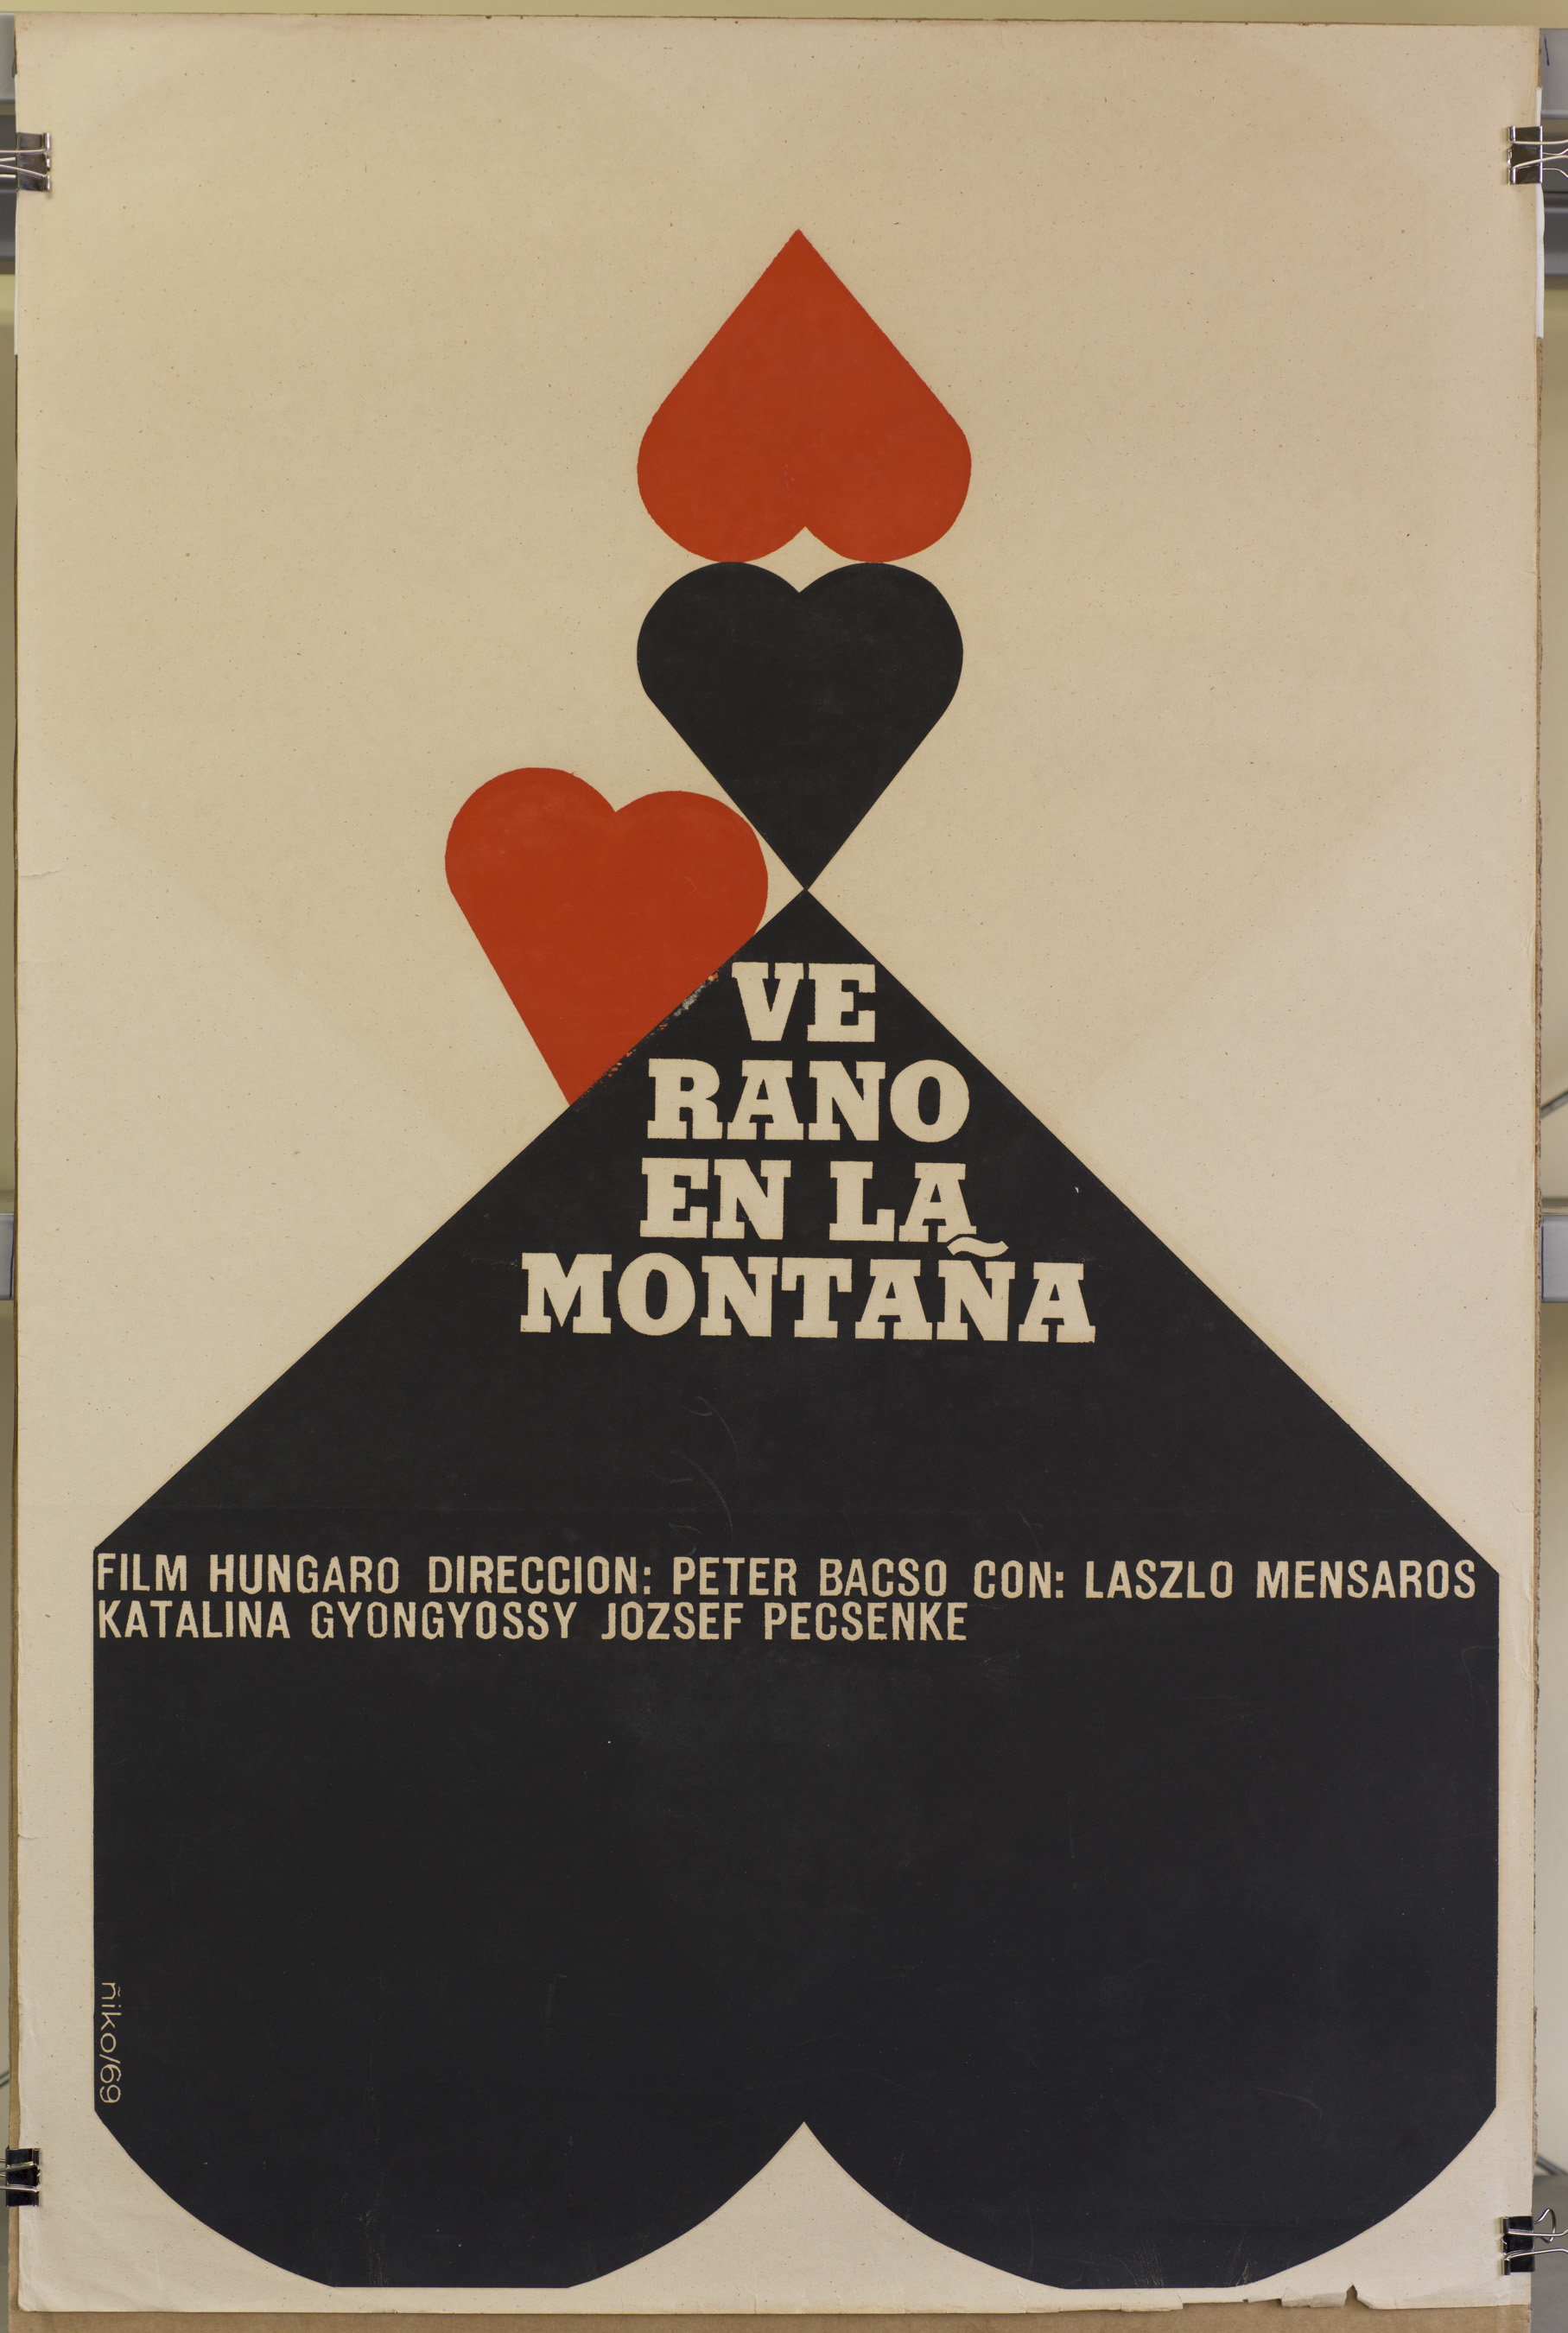 VE
RANO
EN LA
MONTAÑA
FILM HUNGARO DIRECCION: PETER BACSO CON: LASZLO MENSAROS
KATALINA GYONGYOSSY JOZSEF PECSENKE
ñiko/69